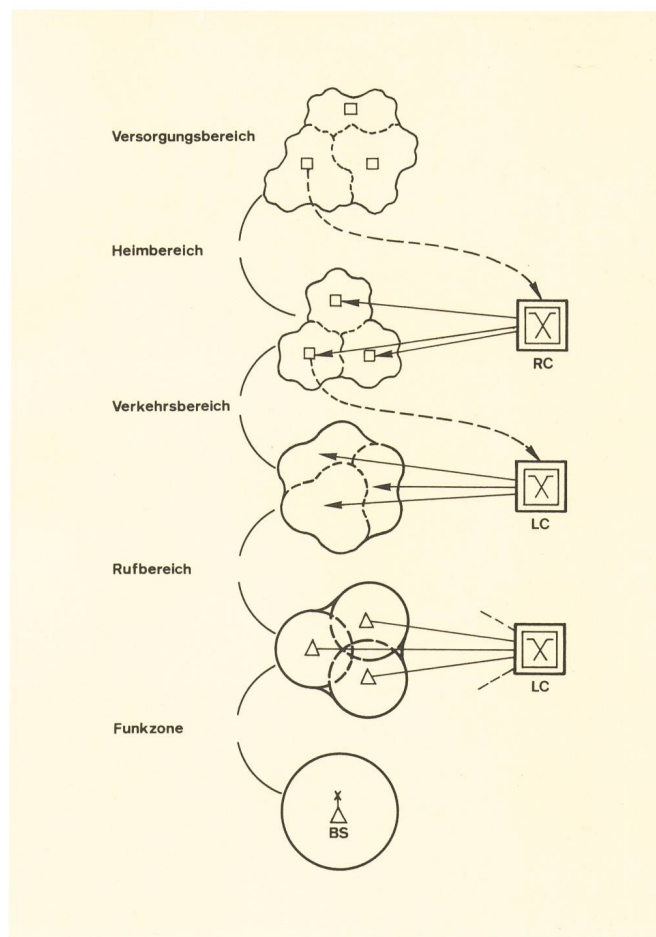 Versorgungsbereich
Heimbereich
RC
Verkehrsbereich
LC
Rufbereich
LC
Funkzone
BS